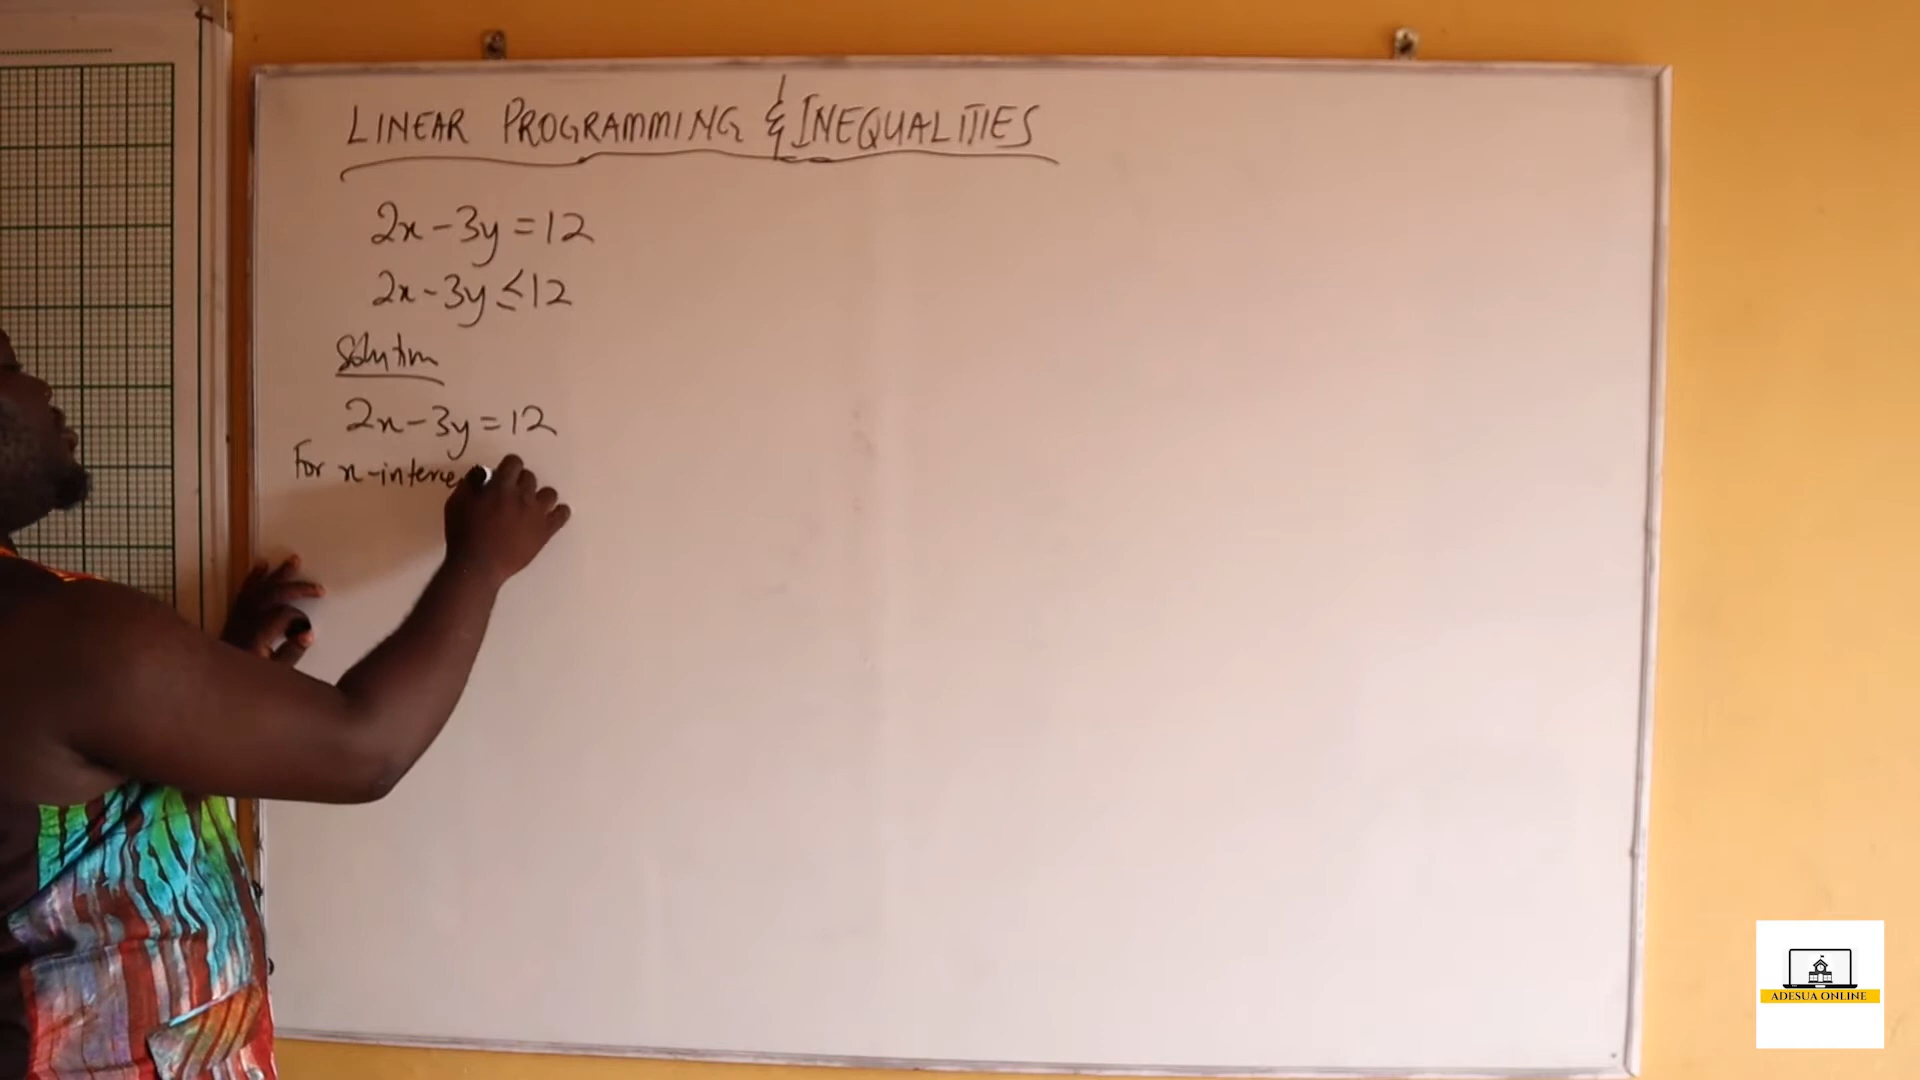 LINEAR PROGRAMMING & INEQUALITIES
2x - 3y = 12
2x - 3y ≤ 12
Solution
2x - 3y = 12
For x-interce
ADESUA ONLINE